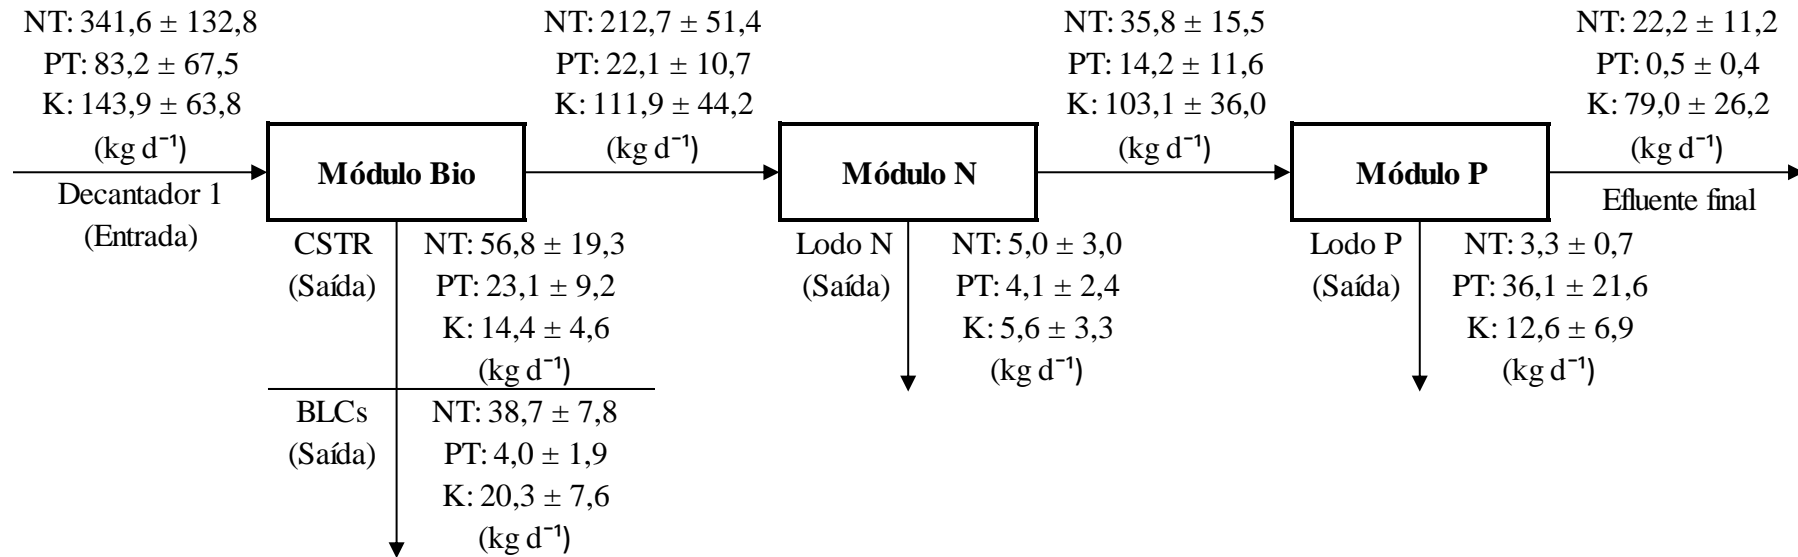 NT: 341,6 ± 132,8
PT: 83,2 ± 67,5
K: 143,9 ± 63,8
(kg d⁻¹)
Decantador 1
(Entrada)
Módulo Bio
NT: 212,7 ± 51,4
PT: 22,1 ± 10,7
K: 111,9 ± 44,2
(kg d⁻¹)
Módulo N
NT: 35,8 ± 15,5
PT: 14,2 ± 11,6
K: 103,1 ± 36,0
(kg d⁻¹)
Módulo P
NT: 22,2 ± 11,2
PT: 0,5 ± 0,4
K: 79,0 ± 26,2
(kg d⁻¹)
Efluente final
CSTR
(Saída)
NT: 56,8 ± 19,3
PT: 23,1 ± 9,2
K: 14,4 ± 4,6
(kg d⁻¹)
BLCs
(Saída)
NT: 38,7 ± 7,8
PT: 4,0 ± 1,9
K: 20,3 ± 7,6
(kg d⁻¹)
Lodo N
(Saída)
NT: 5,0 ± 3,0
PT: 4,1 ± 2,4
K: 5,6 ± 3,3
(kg d⁻¹)
Lodo P
(Saída)
NT: 3,3 ± 0,7
PT: 36,1 ± 21,6
K: 12,6 ± 6,9
(kg d⁻¹)